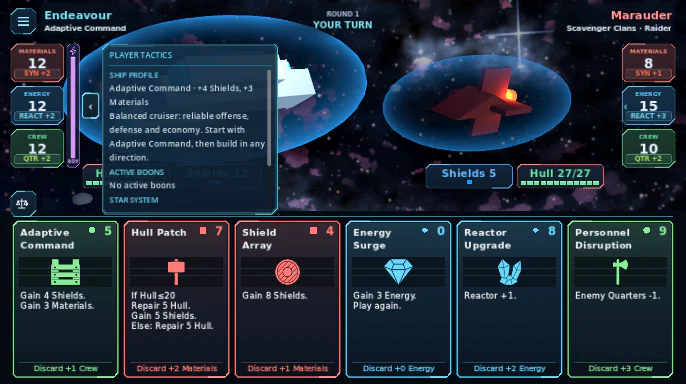 Endeavour
Adaptive Command
ROUND 1
YOUR TURN
Marauder
Scavenger Clans · Raider
MATERIALS
12
SYN +2
ENERGY
12
REACT +2
CREW
12
QTR +2
RDY
PLAYER TACTICS
SHIP PROFILE
Adaptive Command · +4 Shields, +3
Materials
Balanced cruiser: reliable offense,
defense and economy. Start with
Adaptive Command, then build in any
direction.
ACTIVE BOONS
No active boons
STAR SYSTEM
MATERIALS
8
SYN +1
ENERGY
15
REACT +3
CREW
10
QTR +2
Shields 12
Shields 5
Hull 27/27
Adaptive Command 5
Gain 4 Shields.
Gain 3 Materials.
Discard +1 Crew
Hull Patch 7
If Hull≤20
Repair 5 Hull.
Gain 5 Shields.
Else: Repair 5 Hull.
Discard +2 Materials
Shield Array 4
Gain 8 Shields.
Discard +1 Materials
Energy Surge 0
Gain 3 Energy.
Play again.
Discard +0 Energy
Reactor Upgrade 8
Reactor +1.
Discard +2 Energy
Personnel Disruption 9
Enemy Quarters -1.
Discard +3 Crew